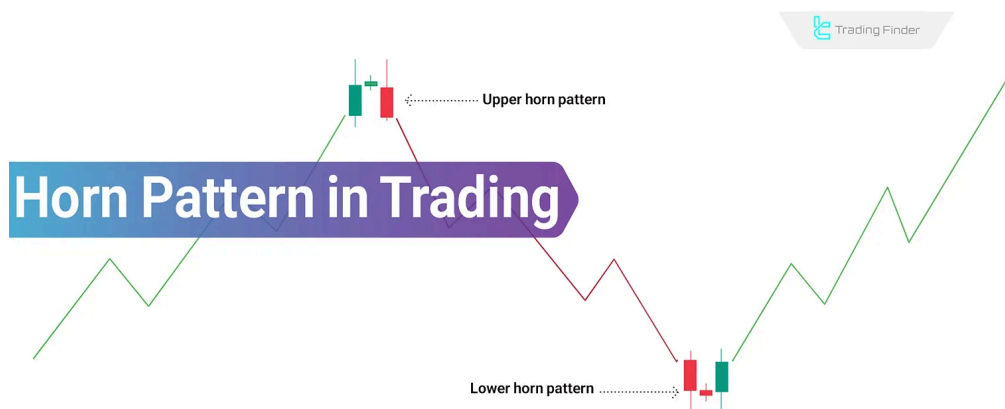 Trading Finder
Upper horn pattern
Horn Pattern in Trading
Lower horn pattern